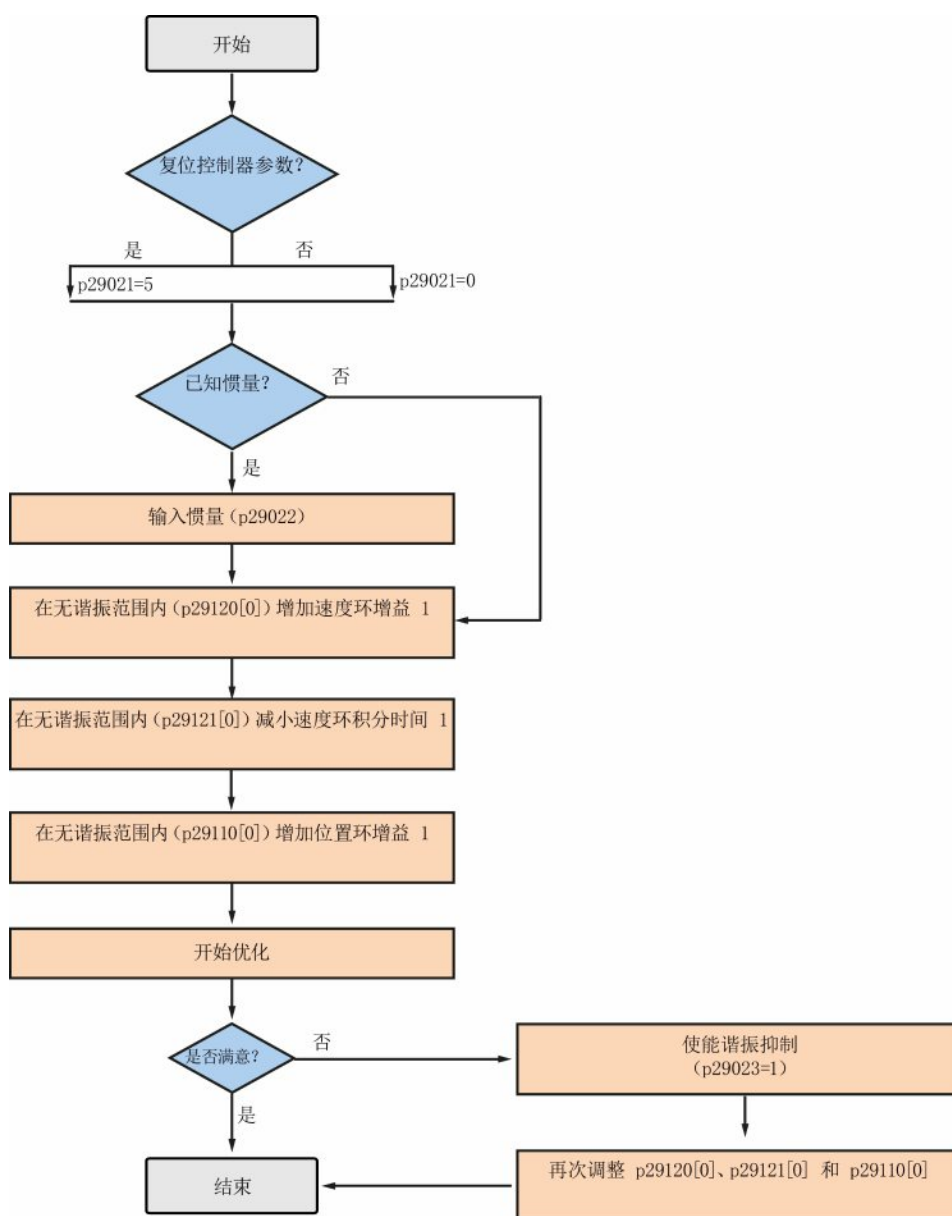 开始
复位控制器参数?
是
否
p29021=5
p29021=0
已知惯量?
否
是
输入惯量(p29022)
在无谐振范围内(p29120[0])增加速度环增益 1
在无谐振范围内(p29121[0])减小速度环积分时间 1
在无谐振范围内(p29110[0])增加位置环增益 1
开始优化
是否满意?
否
使能谐振抑制
(p29023=1)
是
再次调整 p29120[0]、p29121[0] 和 p29110[0]
结束